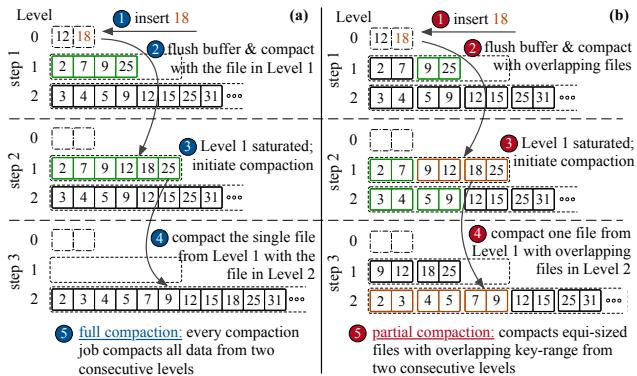 Level
(a)
1 insert 18
0 12 18
2 flush buffer & compact
with the file in Level 1
step 1
1 2 7 9 25
2 3 4 5 9 12 15 25 31 ooo
0
3 Level 1 saturated;
initiate compaction
step 2
1 2 7 9 12 18 25
2 3 4 5 9 12 15 25 31 ooo
0
4 compact the single file
from Level 1 with the
file in Level 2
step 3
1
2 2 3 4 5 7 9 12 15 18 25 31 ooo
5 full compaction: every compaction
job compacts all data from two
consecutive levels
Level
(b)
1 insert 18
0 12 18
2 flush buffer & compact
with overlapping files
step 1
1 2 7 9 25
2 3 4 5 9 12 15 25 31 ooo
0
3 Level 1 saturated;
initiate compaction
step 2
1 2 7 9 12 18 25
2 3 4 5 9 12 15 25 31 ooo
0
4 compact one file from
Level 1 with overlapping
files in Level 2
step 3
1 9 12 18 25
2 2 3 4 5 7 9 12 15 25 31 ooo
5 partial compaction: compacts equi-sized
files with overlapping key-range from
two consecutive levels